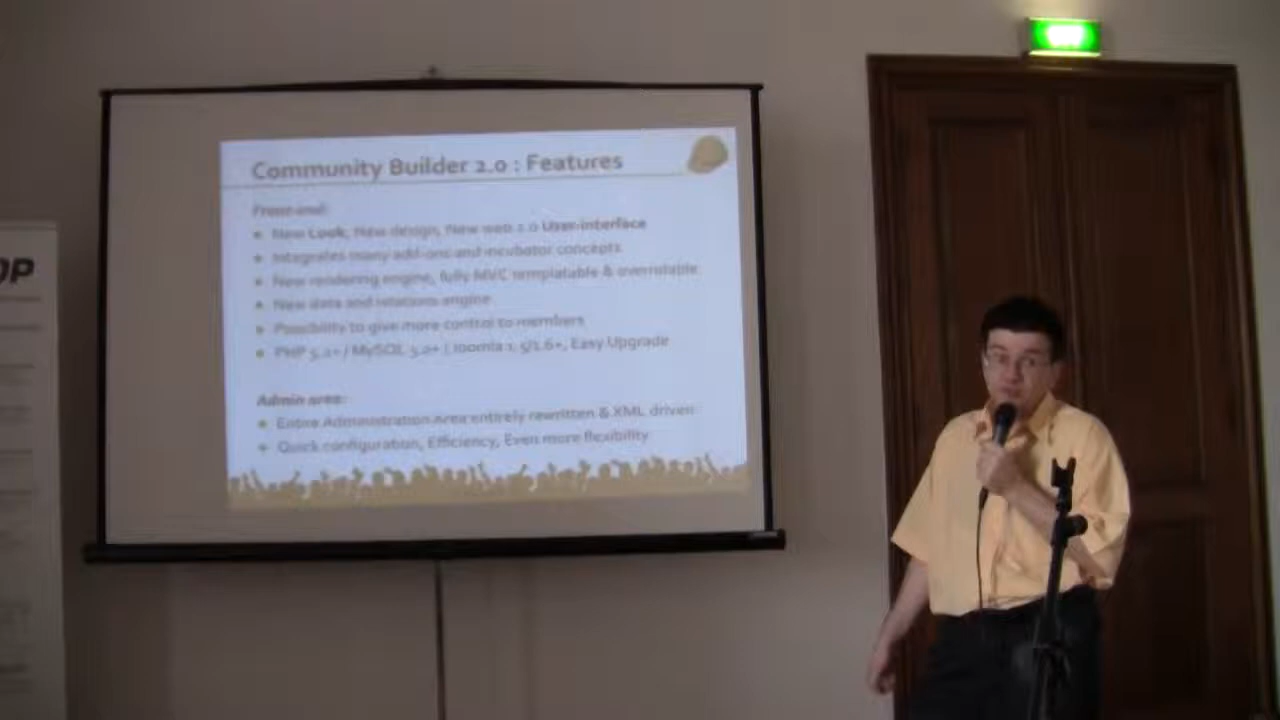 Community Builder 2.0 : Features
Front-end:
New Look, New design, New web 2.0 User-interface
Integrates many add-ons and incubator concepts
New rendering engine, fully MVC templatable & overridable
New data and relations engine
Possibility to give more control to members
PHP 5.2+ / MySQL 5.0+ / Joomla 1.5/1.6+, Easy Upgrade
Admin area:
Entire Administration Area entirely rewritten & XML driven
Quick configuration, Efficiency, Even more flexibility
OP